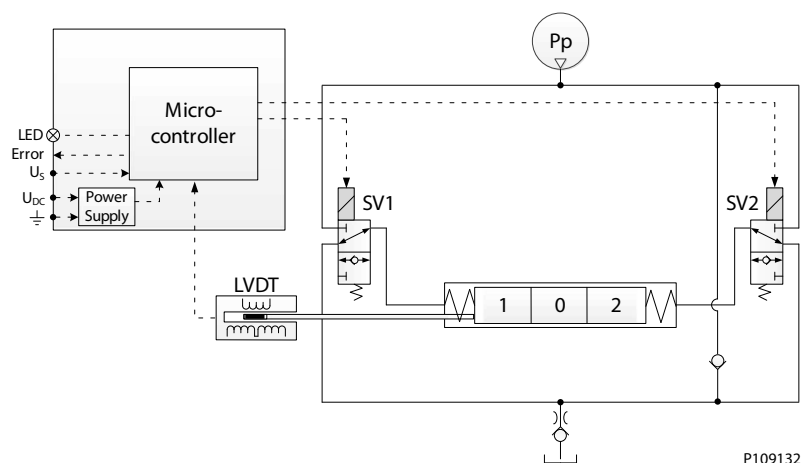 Pp
Micro-
controller
LED
Error
US
UDC
Power
Supply
SV1
SV2
LVDT
1 0 2
P109132